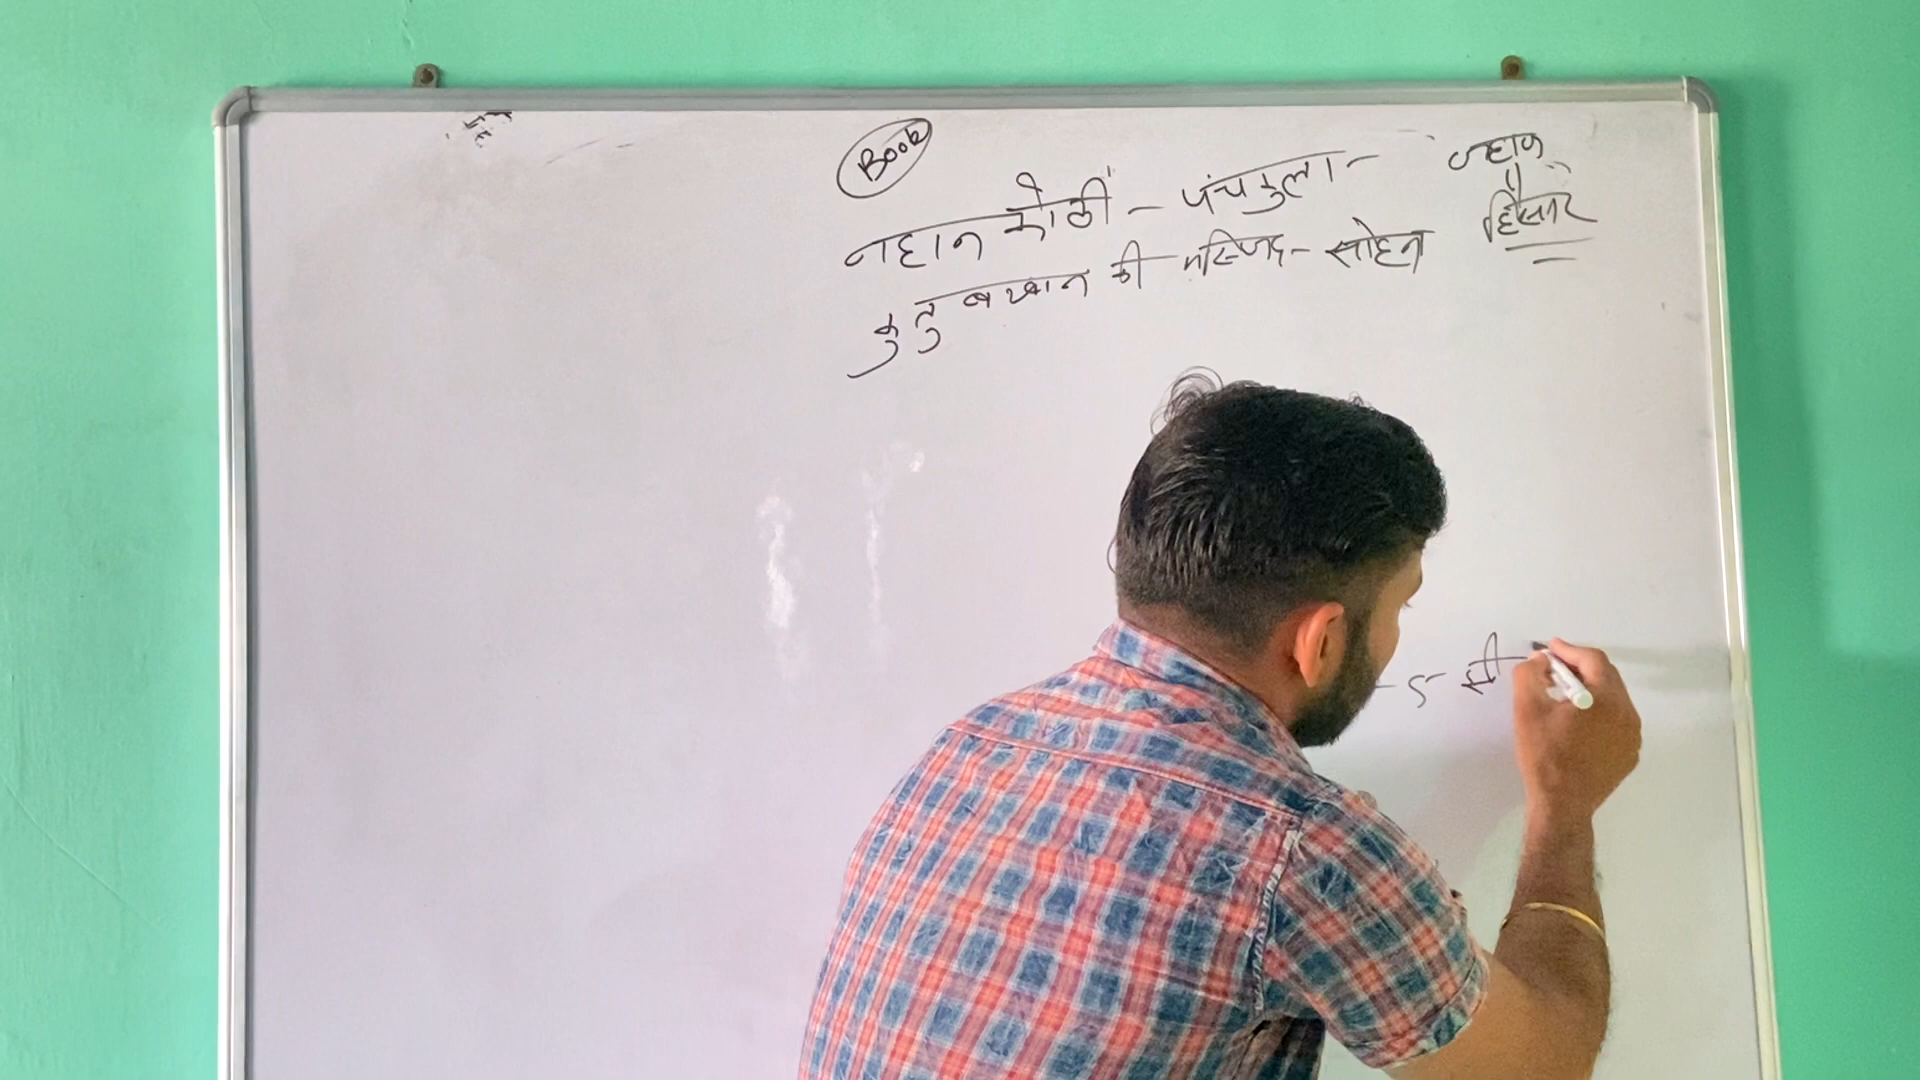 Book
नहान कोठी - पंचकुला -
जहाज
हिसार
कुतुबखान की मस्जिद - सोहना